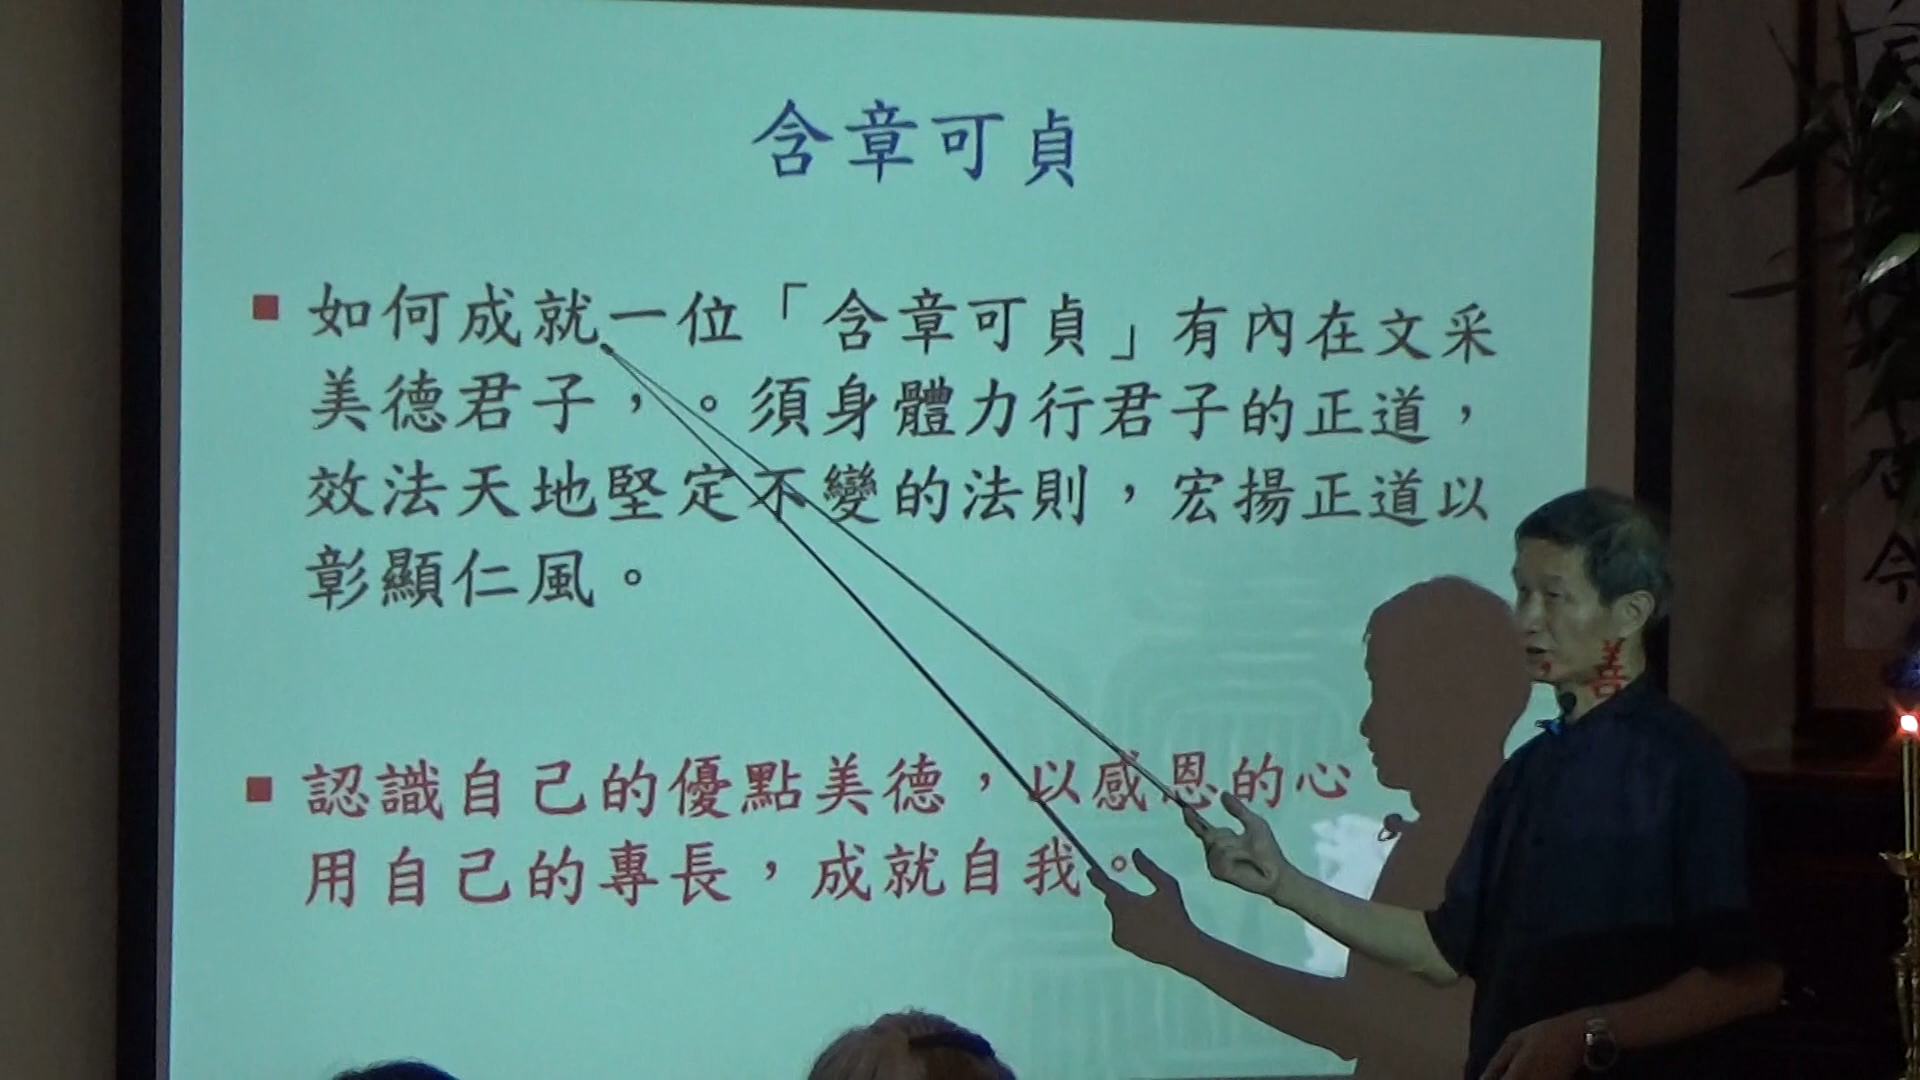 含章可貞
如何成就一位「含章可貞」有內在文采
美德君子，。須身體力行君子的正道，
效法天地堅定不變的法則，宏揚正道以
彰顯仁風。
認識自己的優點美德，以感恩的心
用自己的專長，成就自我。
善
今